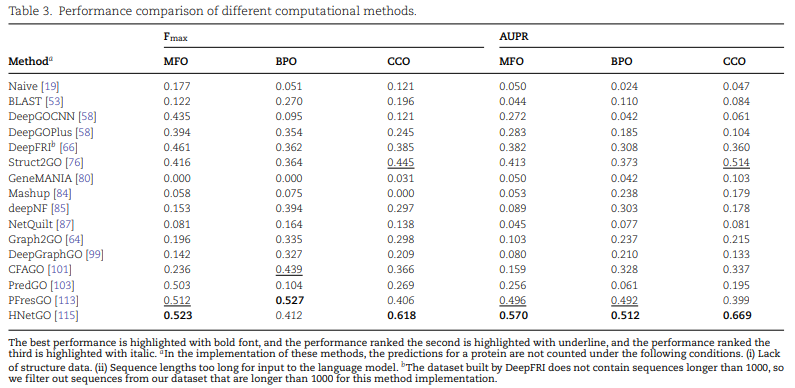 Table 3. Performance comparison of different computational methods.
Fmax AUPR
Methodᵃ MFO BPO CCO MFO BPO CCO
Naive [19] 0.177 0.051 0.121 0.050 0.024 0.047
BLAST [53] 0.122 0.270 0.196 0.044 0.110 0.084
DeepGOCNN [58] 0.435 0.095 0.121 0.272 0.042 0.061
DeepGOPlus [58] 0.394 0.354 0.245 0.283 0.185 0.104
DeepFRIᵇ [66] 0.461 0.362 0.385 0.382 0.308 0.360
Struct2GO [76] 0.416 0.364 0.445 0.413 0.373 0.514
GeneMANIA [80] 0.000 0.000 0.031 0.050 0.042 0.103
Mashup [84] 0.058 0.075 0.000 0.053 0.238 0.179
deepNF [85] 0.153 0.394 0.297 0.089 0.303 0.178
NetQuilt [87] 0.081 0.164 0.138 0.045 0.077 0.081
Graph2GO [64] 0.196 0.335 0.298 0.103 0.237 0.215
DeepGraphGO [99] 0.142 0.327 0.209 0.080 0.210 0.133
CFAGO [101] 0.236 0.439 0.366 0.159 0.328 0.337
PredGO [103] 0.503 0.104 0.269 0.256 0.061 0.195
PFresGO [113] 0.512 0.527 0.406 0.496 0.492 0.399
HNetGO [115] 0.523 0.412 0.618 0.570 0.512 0.669
The best performance is highlighted with bold font, and the performance ranked the second is highlighted with underline, and the performance ranked the
third is highlighted with italic. ᵃIn the implementation of these methods, the predictions for a protein are not counted under the following conditions. (i) Lack
of structure data. (ii) Sequence lengths too long for input to the language model. ᵇThe dataset built by DeepFRI does not contain sequences longer than 1000, so
we filter out sequences from our dataset that are longer than 1000 for this method implementation.